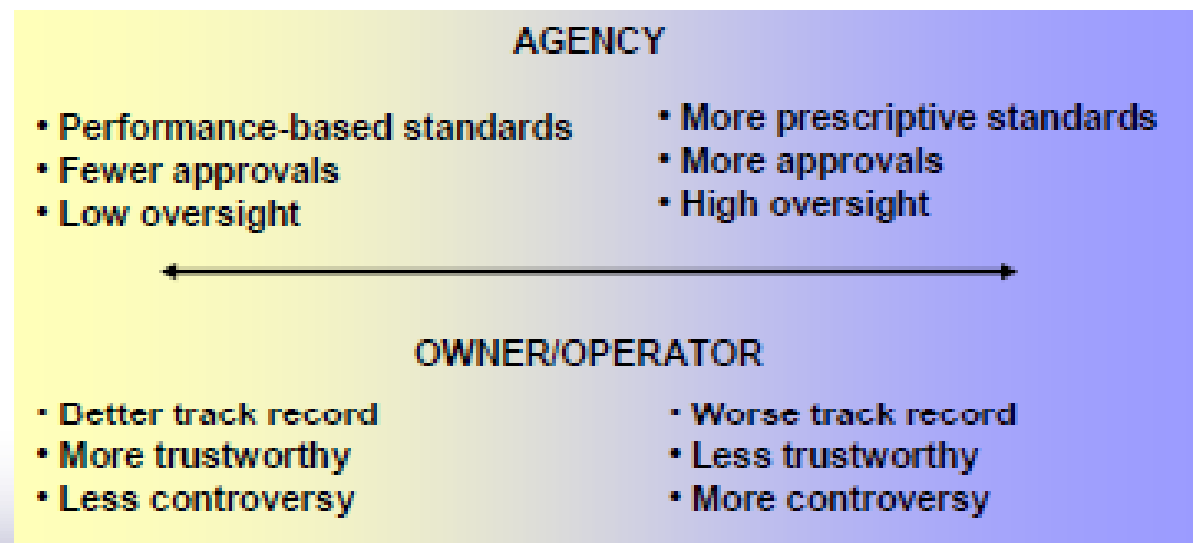 AGENCY
• Performance-based standards
• Fewer approvals
• Low oversight
• More prescriptive standards
• More approvals
• High oversight
OWNER/OPERATOR
• Better track record
• More trustworthy
• Less controversy
• Worse track record
• Less trustworthy
• More controversy